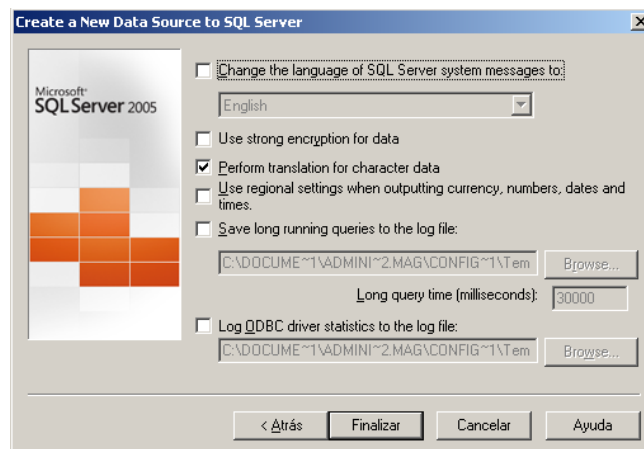 Create a New Data Source to SQL Server
Microsoft
SQL Server 2005
Change the language of SQL Server system messages to:
English
Use strong encryption for data
Perform translation for character data
Use regional settings when outputting currency, numbers, dates and
times.
Save long running queries to the log file:
C:\DOCUME~1\ADMINI~2.MAG\CONFIG~1\Tem
Browse...
Long query time (milliseconds):
30000
Log ODBC driver statistics to the log file:
C:\DOCUME~1\ADMINI~2.MAG\CONFIG~1\Tem
Browse...
< Atrás
Finalizar
Cancelar
Ayuda